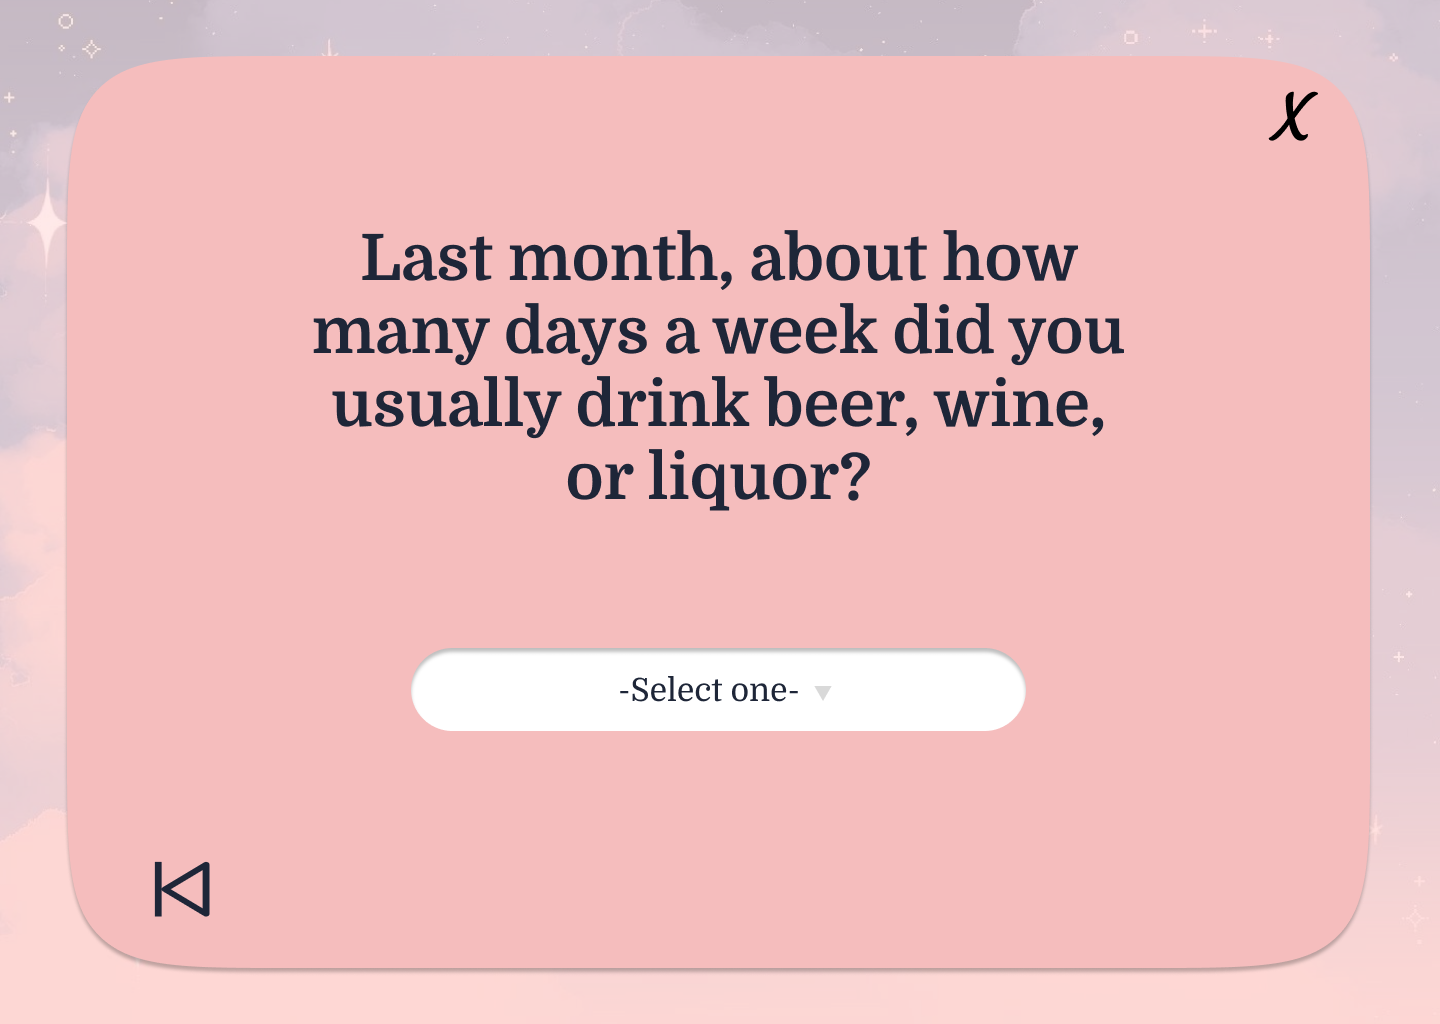 X
Last month, about how
many days a week did you
usually drink beer, wine,
or liquor?
-Select one-